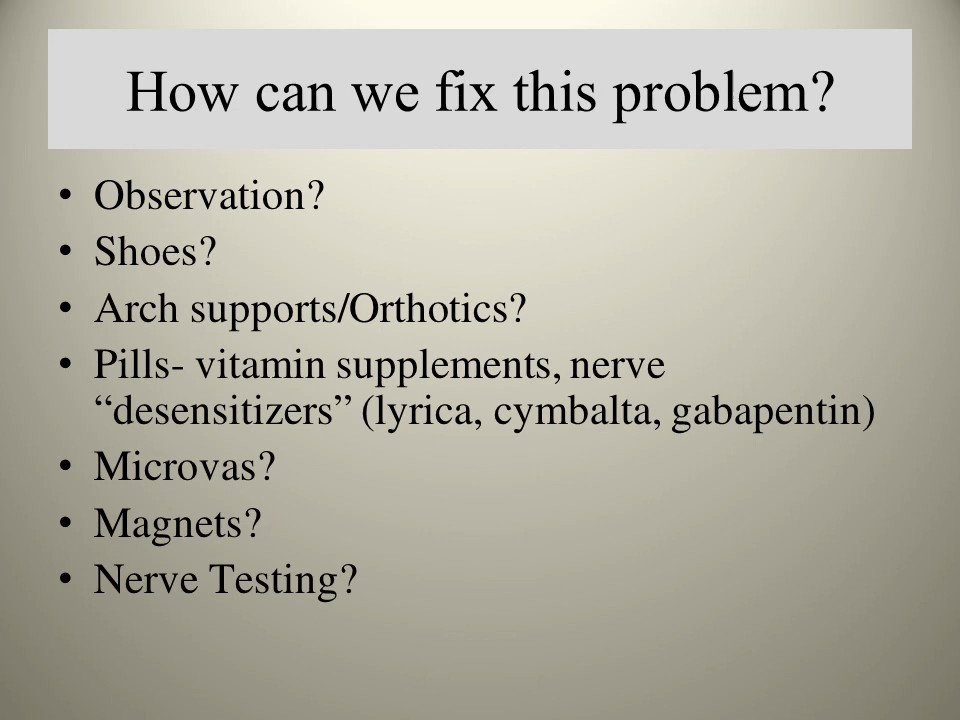 How can we fix this problem?
• Observation?
• Shoes?
• Arch supports/Orthotics?
• Pills- vitamin supplements, nerve
“desensitizers” (lyrica, cymbalta, gabapentin)
• Microvas?
• Magnets?
• Nerve Testing?